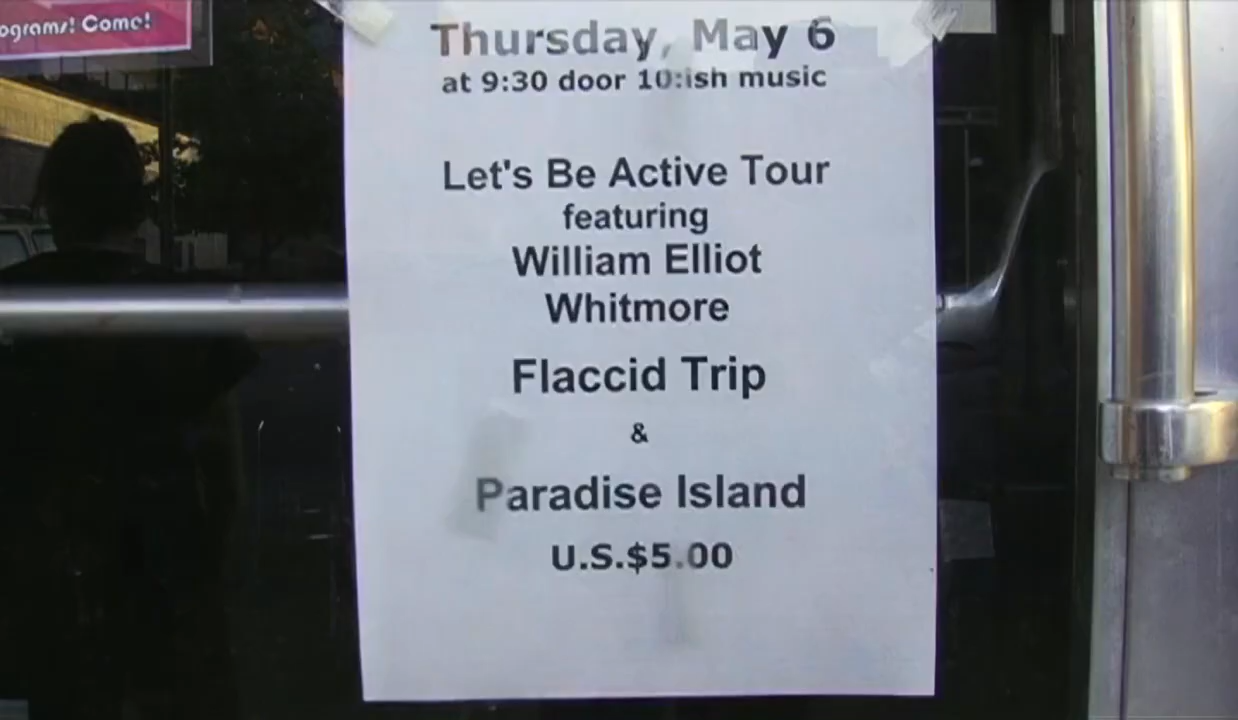 ograms! Come!
Thursday, May 6
at 9:30 door 10:ish music
Let's Be Active Tour
featuring
William Elliot
Whitmore
Flaccid Trip
&
Paradise Island
U.S.$5.00